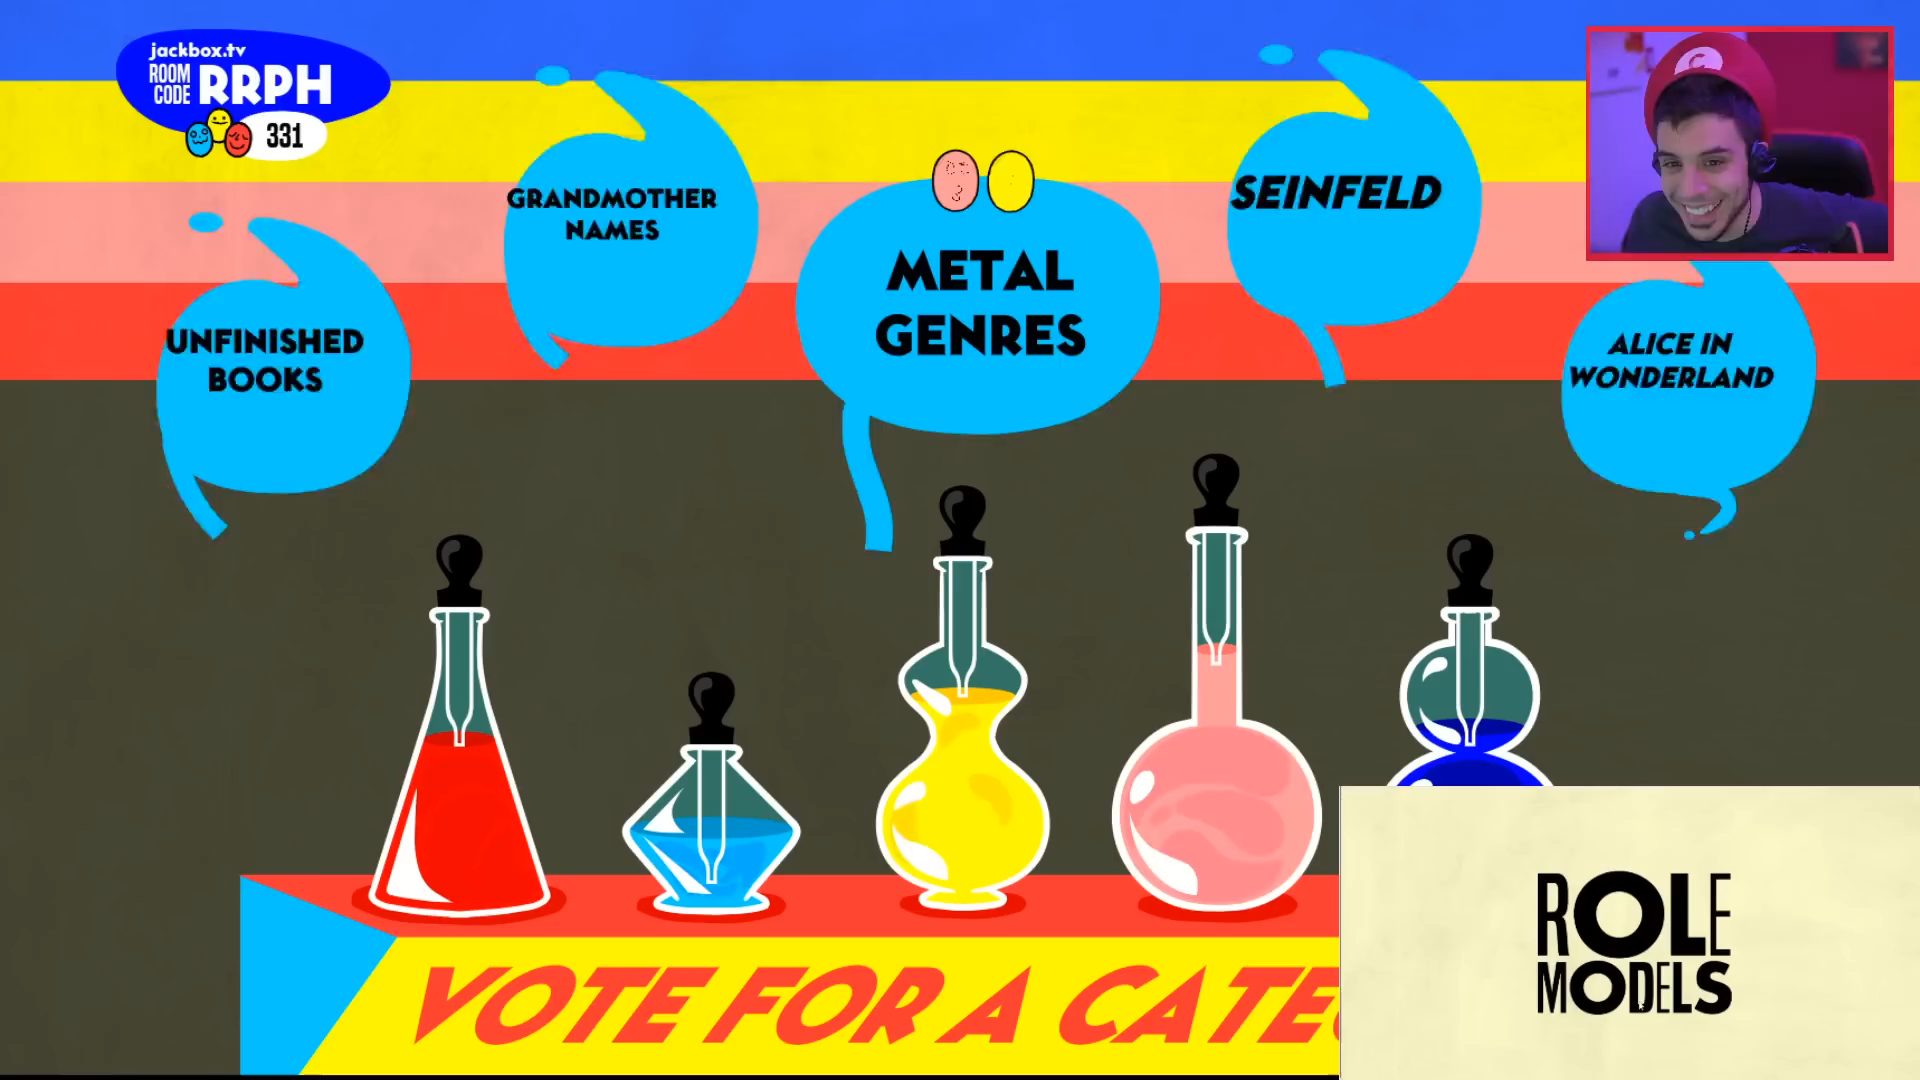 jackbox.tv
ROOM
CODE
RRPH
331
GRANDMOTHER
NAMES
SEINFELD
METAL
GENRES
UNFINISHED
BOOKS
ALICE IN
WONDERLAND
VOTE FOR A CATE
ROLE
MODELS